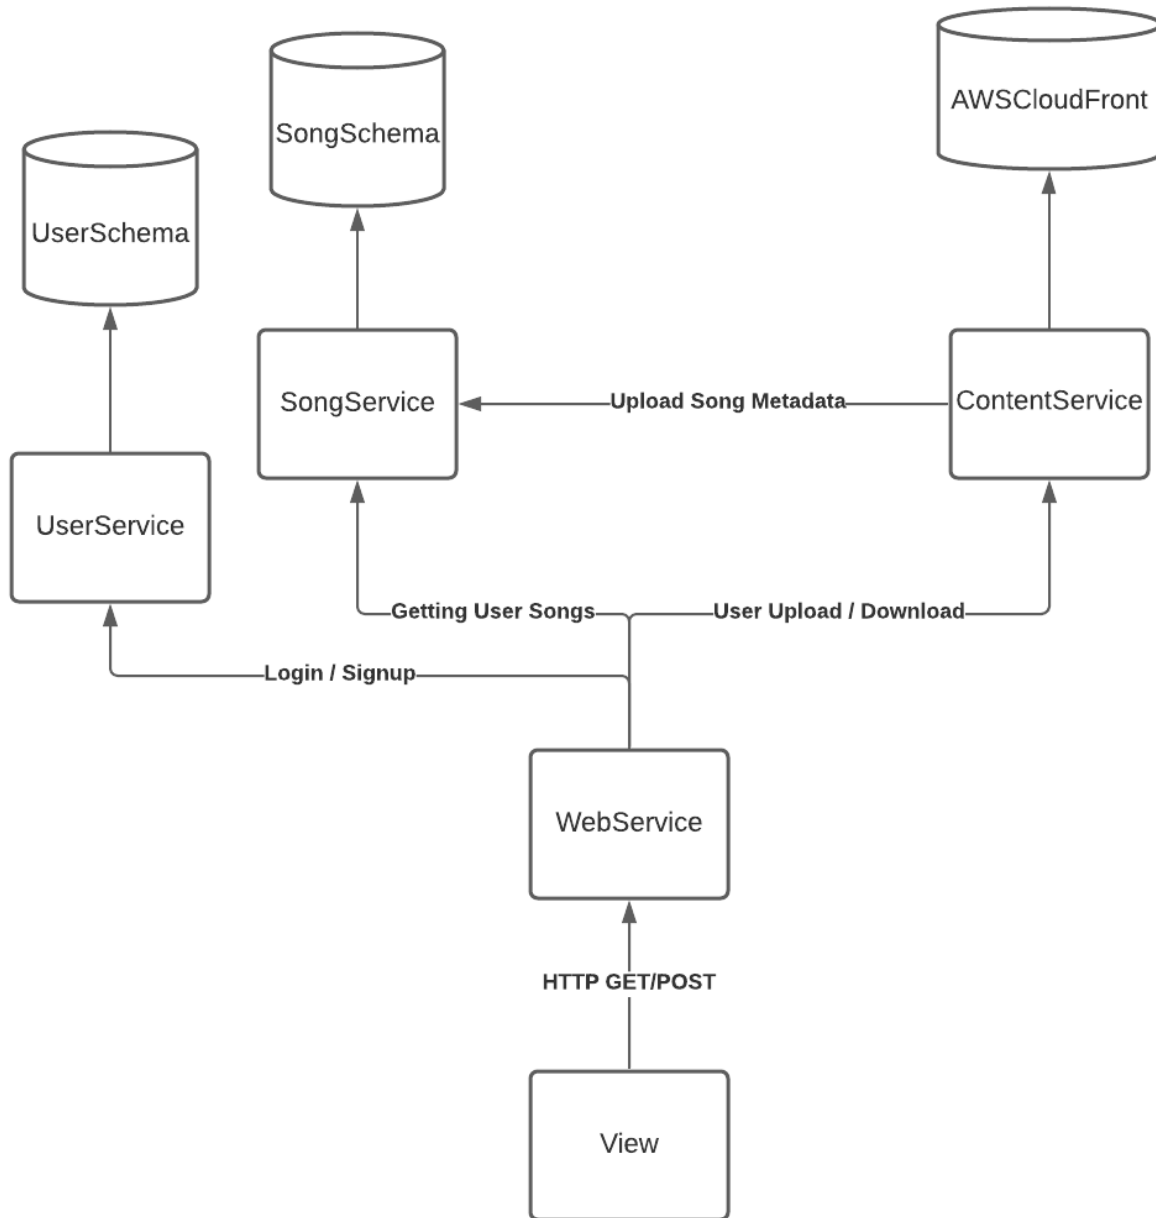 AWSCloudFront
SongSchema
UserSchema
SongService
Upload Song Metadata
ContentService
UserService
Getting User Songs
User Upload / Download
Login / Signup
WebService
HTTP GET/POST
View